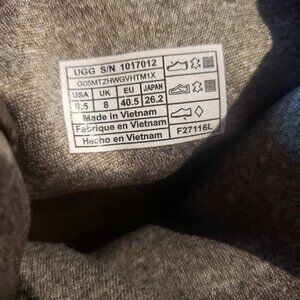 UGG S/N 1017012
G05MTZHWGVHTM1X
USA UK EU JAPAN
9.5 8 40.5 26.2
Made in Vietnam
Fabrique en Vietnam
Hecho en Vietnam
F27116L